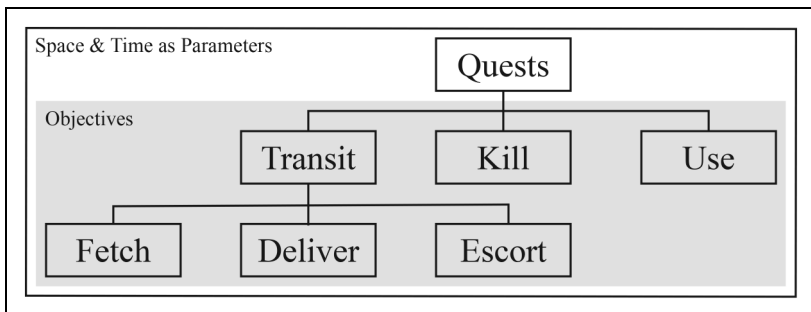 Space & Time as Parameters
Quests
Objectives
Transit
Kill
Use
Fetch
Deliver
Escort